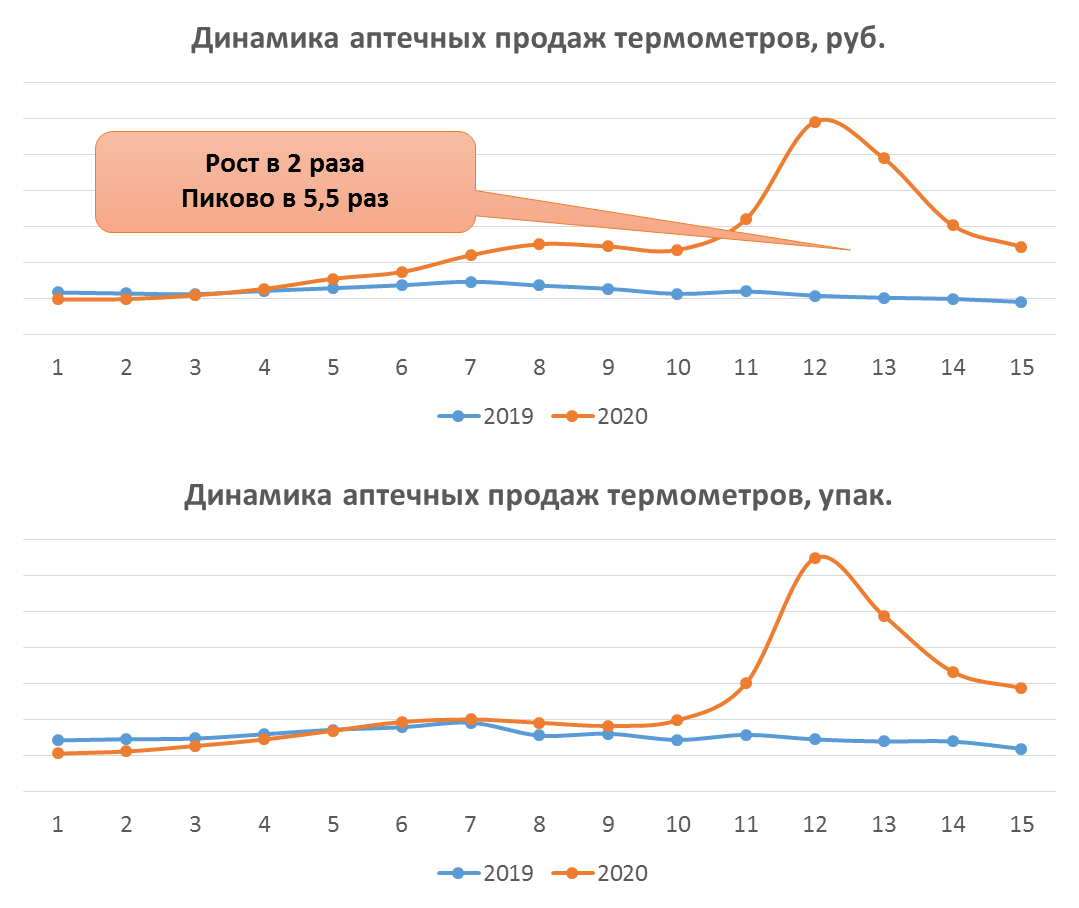 Динамика аптечных продаж термометров, руб.
Рост в 2 раза
Пиково в 5,5 раз
1 2 3 4 5 6 7 8 9 10 11 12 13 14 15
2019 2020
Динамика аптечных продаж термометров, упак.
1 2 3 4 5 6 7 8 9 10 11 12 13 14 15
2019 2020